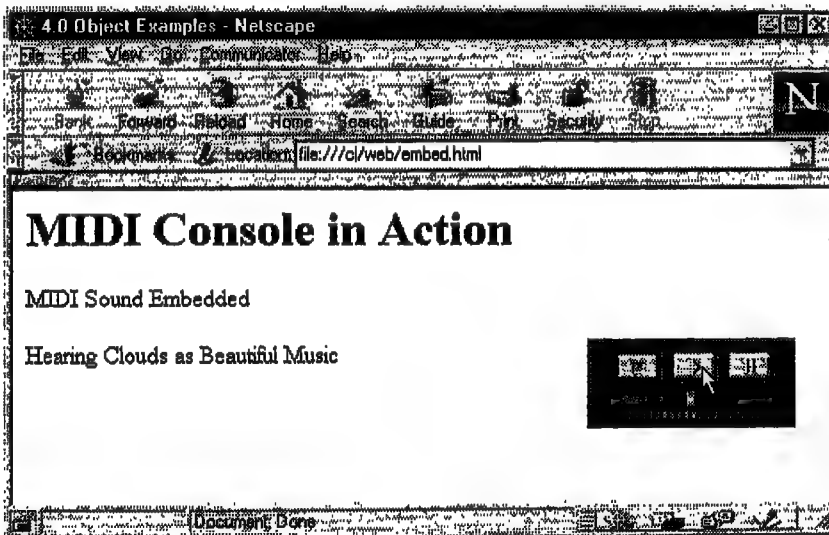 4.0 Object Examples - Netscape
File Edit View Go Communicator Help
Back Forward Reload Home Search Guide Print Security Stop
N
Bookmarks Location: file:///c|/web/embed.html
MIDI Console in Action
MIDI Sound Embedded
Hearing Clouds as Beautiful Music
Document: Done